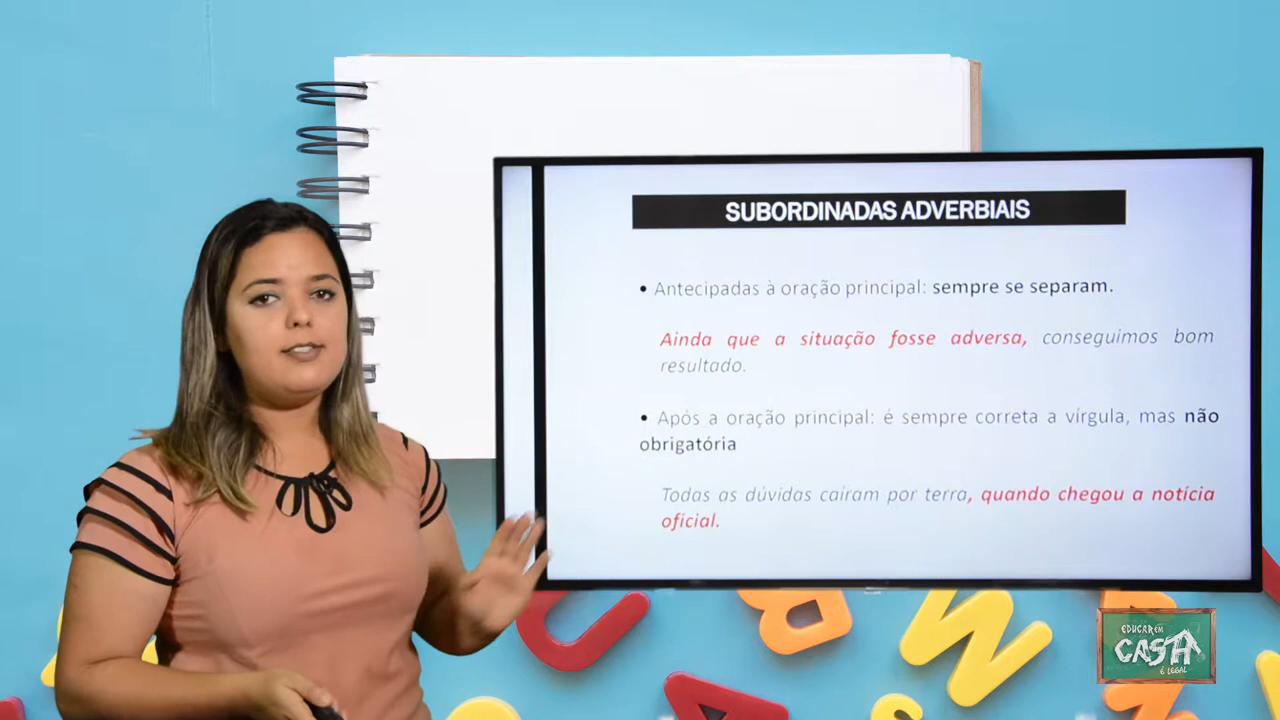 SUBORDINADAS ADVERBIAIS
• Antecipadas à oração principal: sempre se separam.
Ainda que a situação fosse adversa, conseguimos bom
resultado.
• Após a oração principal: é sempre correta a vírgula, mas não
obrigatória
Todas as dúvidas caíram por terra, quando chegou a notícia
oficial.
EDUCAR EM
CASA
É LEGAL